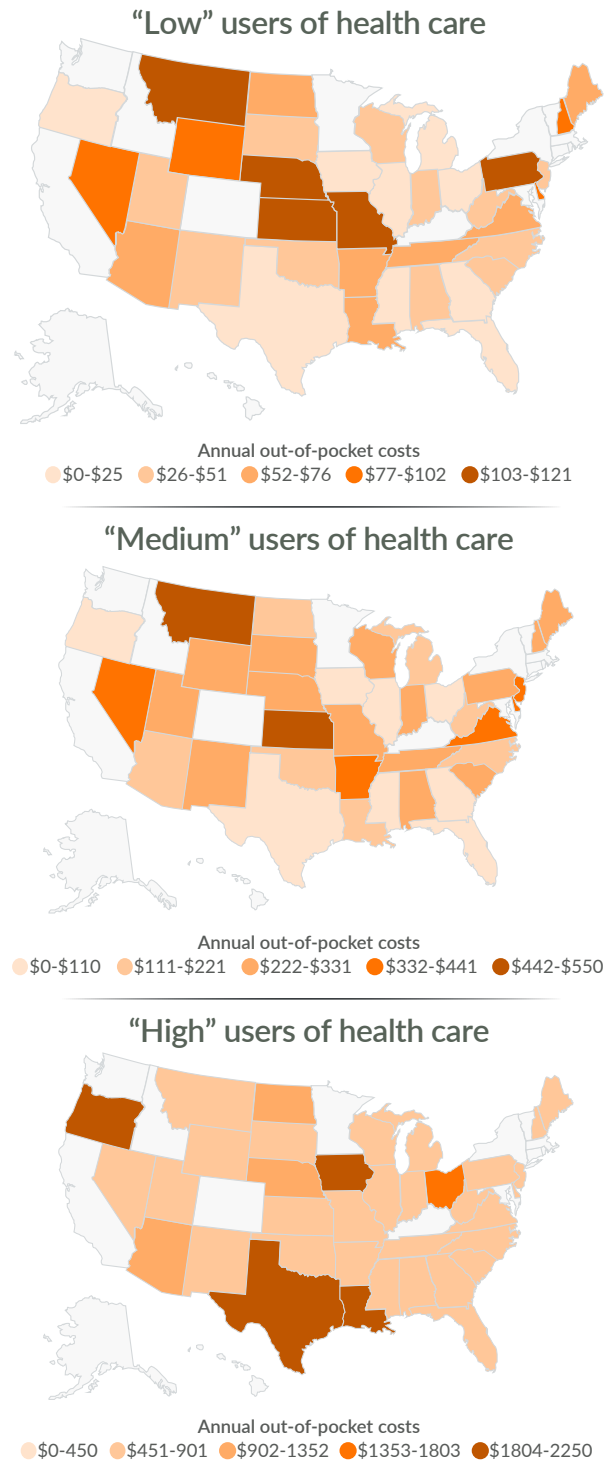 “Low” users of health care
Annual out-of-pocket costs
$0-$25 $26-$51 $52-$76 $77-$102 $103-$121
“Medium” users of health care
Annual out-of-pocket costs
$0-$110 $111-$221 $222-$331 $332-$441 $442-$550
“High” users of health care
Annual out-of-pocket costs
$0-450 $451-901 $902-1352 $1353-1803 $1804-2250